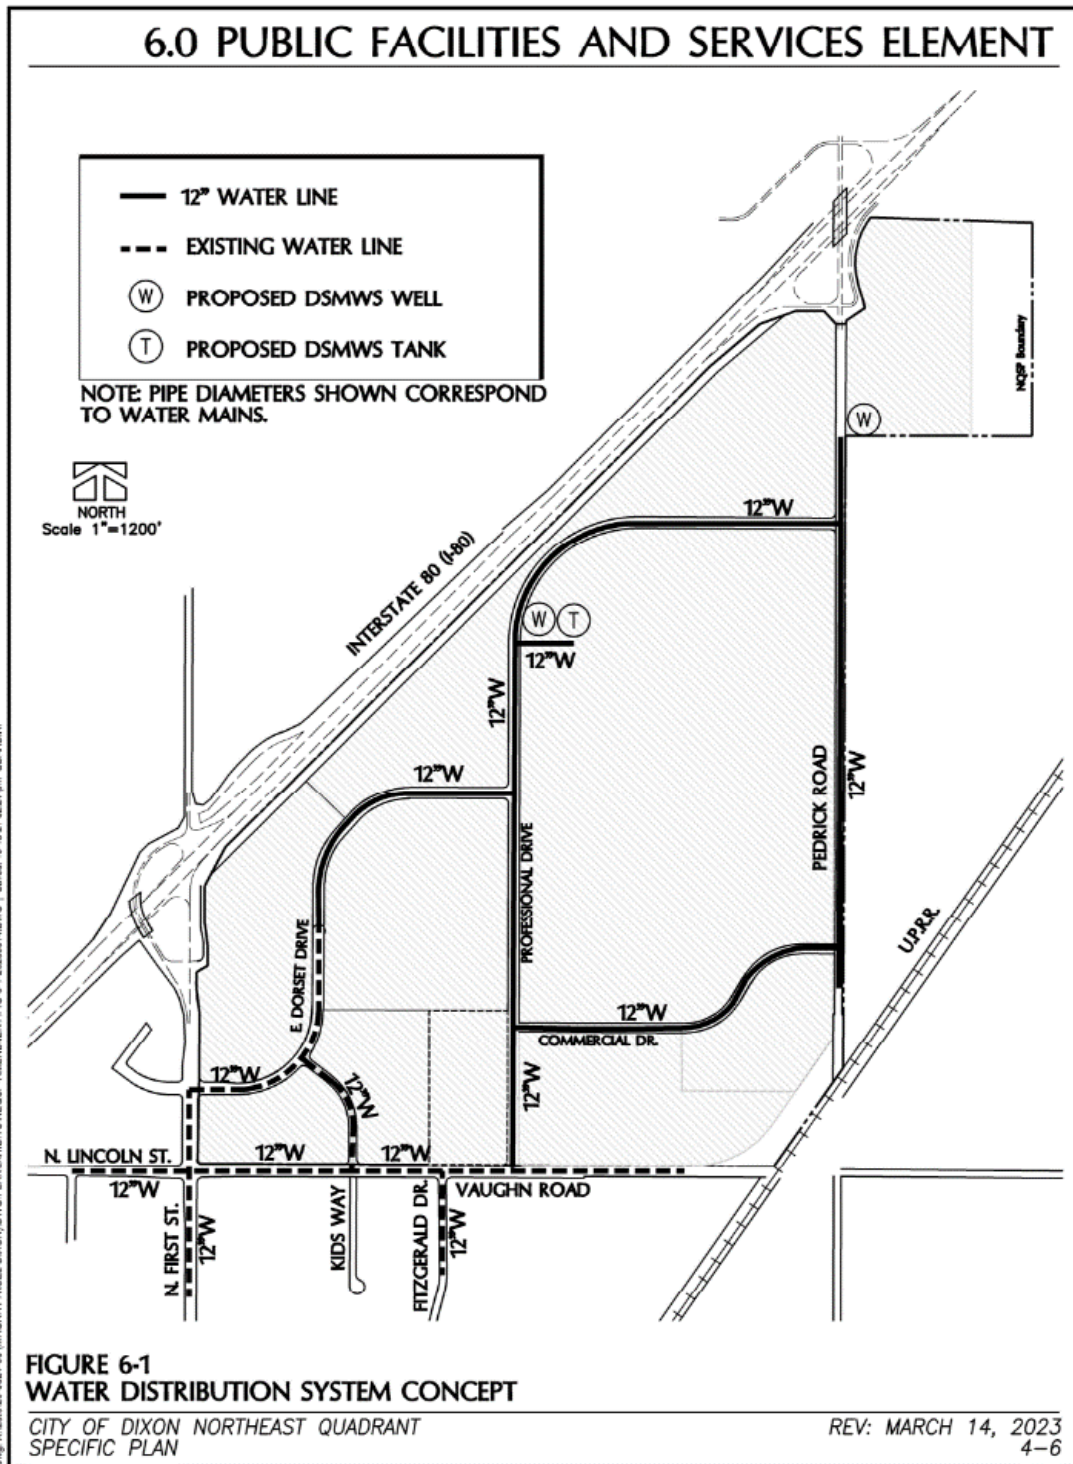 6.0 PUBLIC FACILITIES AND SERVICES ELEMENT
12" WATER LINE
EXISTING WATER LINE
W PROPOSED DSMWS WELL
T PROPOSED DSMWS TANK
NOTE: PIPE DIAMETERS SHOWN CORRESPOND
TO WATER MAINS.
NORTH
Scale 1"=1200'
NQSP Boundary
W
12"W
INTERSTATE 80 (I-80)
W T
12"W
12"W
12"W
PEDRICK ROAD
12"W
PROFESSIONAL DRIVE
E. DORSET DRIVE
U.P.R.R.
12"W
COMMERCIAL DR.
12"W
12"W
12"W
N. LINCOLN ST.
12"W
12"W
12"W
VAUGHN ROAD
N. FIRST ST.
12"W
KIDS WAY
FITZGERALD DR.
12"W
FIGURE 6-1
WATER DISTRIBUTION SYSTEM CONCEPT
CITY OF DIXON NORTHEAST QUADRANT
SPECIFIC PLAN
REV: MARCH 14, 2023
4-6